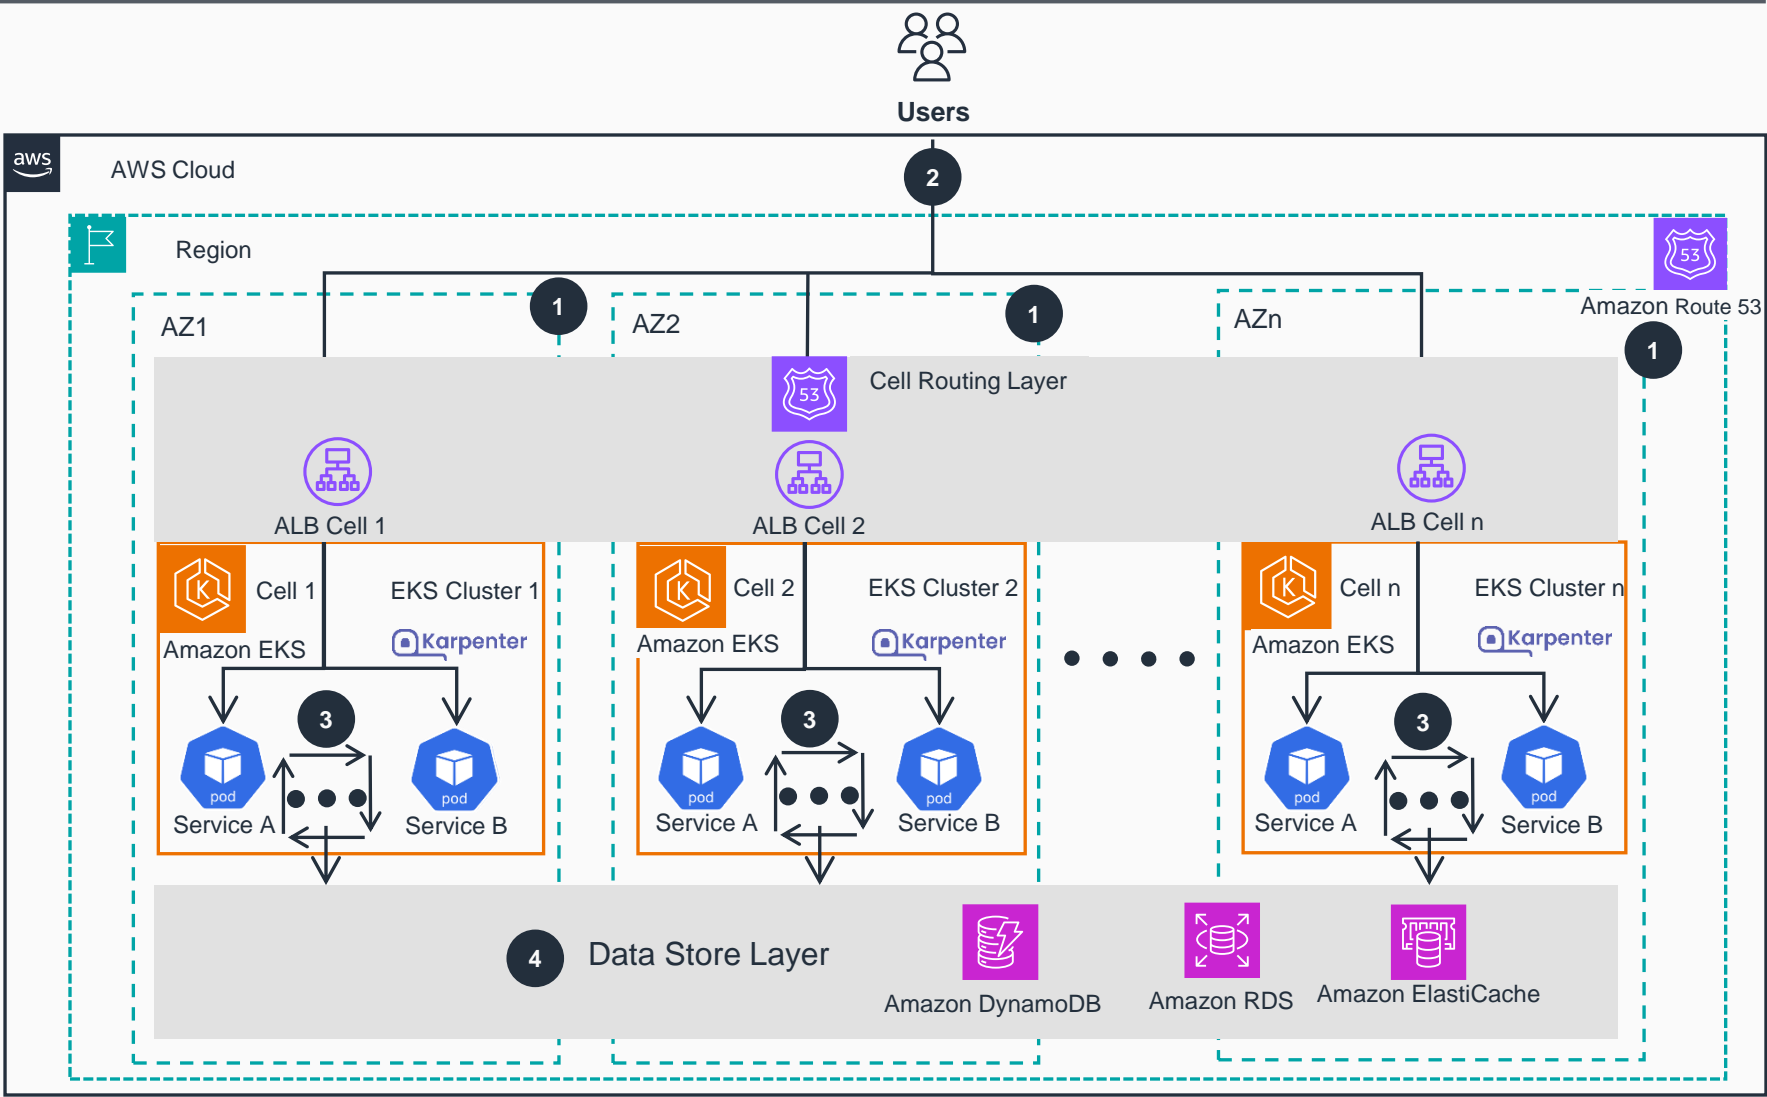 Users
aws
AWS Cloud
2
Region
53
Amazon Route 53
1
1
1
AZ1
AZ2
AZn
53
Cell Routing Layer
ALB Cell 1
ALB Cell 2
ALB Cell n
K
Cell 1
EKS Cluster 1
Amazon EKS
Karpenter
K
Cell 2
EKS Cluster 2
Amazon EKS
Karpenter
K
Cell n
EKS Cluster n
Amazon EKS
Karpenter
3
pod
Service A
pod
Service B
3
pod
Service A
pod
Service B
3
pod
Service A
pod
Service B
4
Data Store Layer
Amazon DynamoDB
Amazon RDS
Amazon ElastiCache